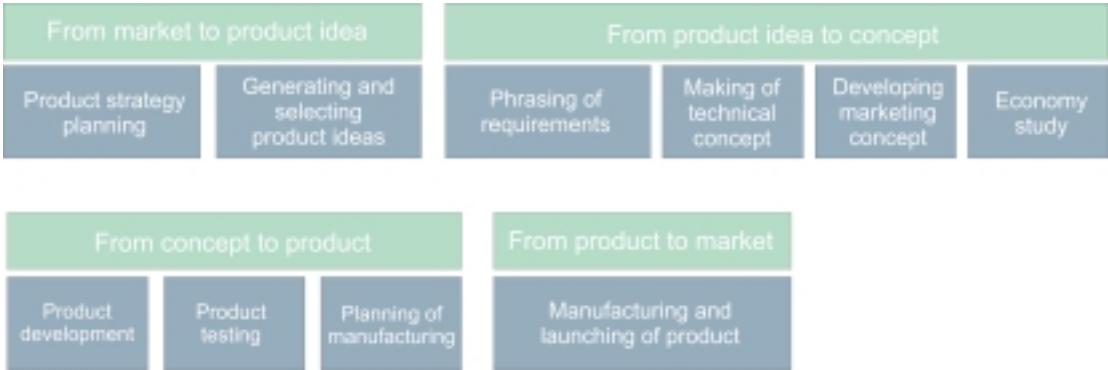 From market to product idea
From product idea to concept
Product strategy
planning
Generating and
selecting
product ideas
Phrasing of
requirements
Making of
technical
concept
Developing
marketing
concept
Economy
study
From concept to product
From product to market
Product
development
Product
testing
Planning of
manufacturing
Manufacturing and
launching of product